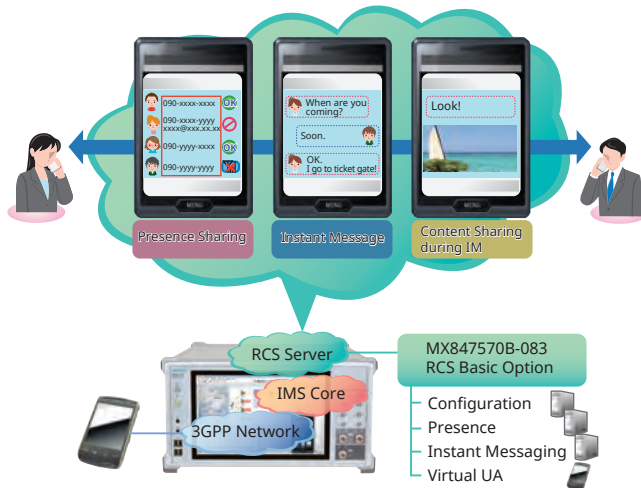 090-xxxx-xxxx
OK
090-xxxx-yyyy
xxxx@xxx.xx.xx
090-yyyy-xxxx
OK
090-yyyy-yyyy
MENU
Presence Sharing
When are you
coming?
Soon.
OK.
I go to ticket gate!
MENU
Instant Message
Look!
MENU
Content Sharing
during IM
RCS Server
IMS Core
3GPP Network
MX847570B-083
RCS Basic Option
Configuration
Presence
Instant Messaging
Virtual UA